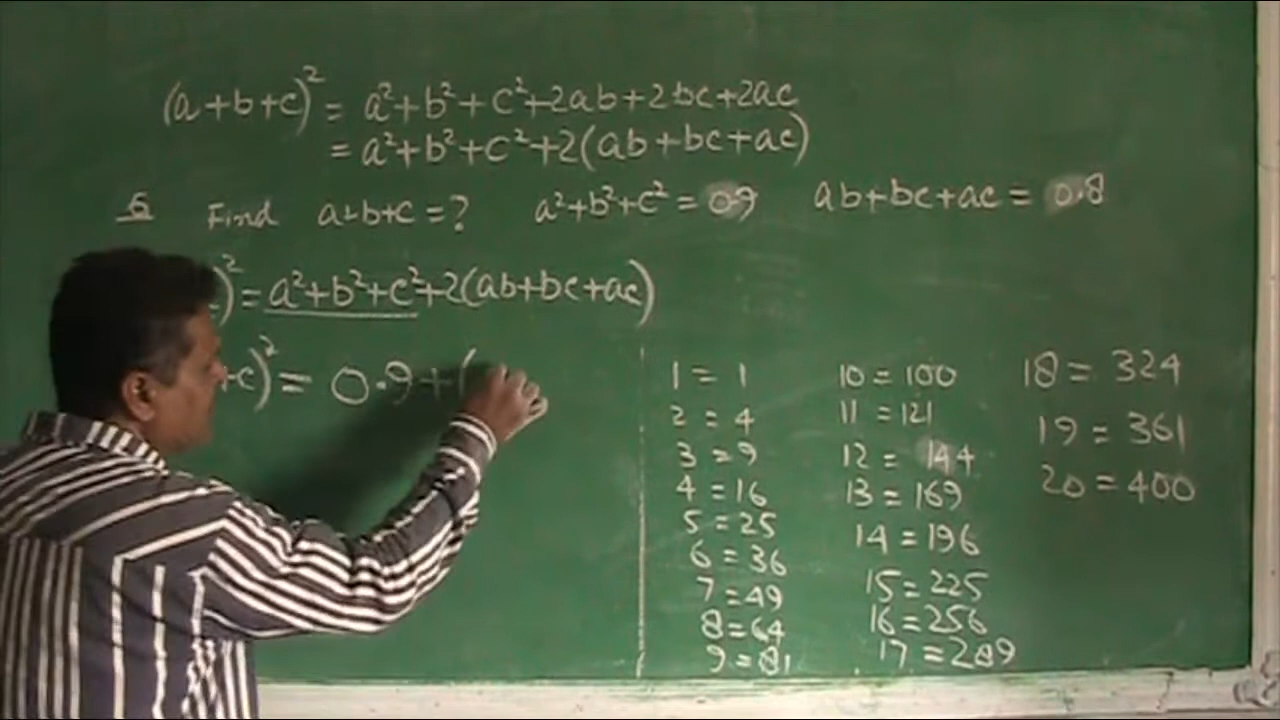 (a+b+c)² = a²+b²+c²+2ab+2bc+2ac
= a²+b²+c²+2(ab+bc+ac)
6 Find a+b+c=? a²+b²+c² = 0.9 ab+bc+ac = 0.8
)² = a²+b²+c²+2(ab+bc+ac)
+c)² = 0.9+(
1 = 1
2 = 4
3 = 9
4 = 16
5 = 25
6 = 36
7 = 49
8 = 64
9 = 81
10 = 100
11 = 121
12 = 144
13 = 169
14 = 196
15 = 225
16 = 256
17 = 289
18 = 324
19 = 361
20 = 400